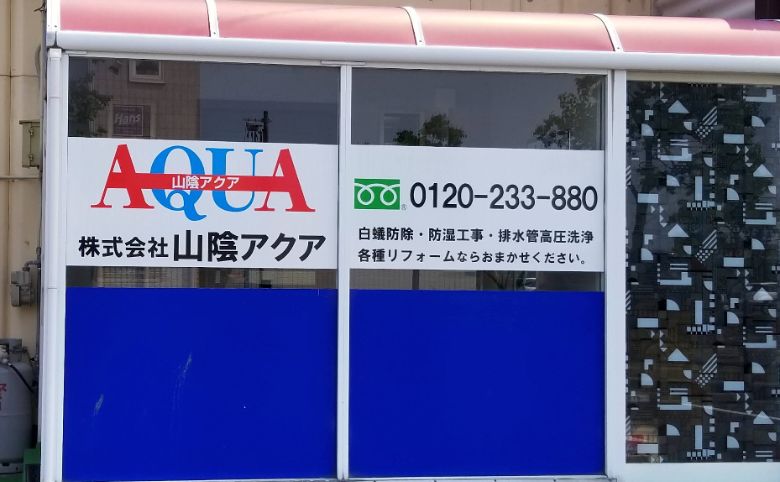 Hans
AQUA
山陰アクア
株式会社 山陰アクア
0120-233-880
白蟻防除・防湿工事・排水管高圧洗浄
各種リフォームならおまかせください。